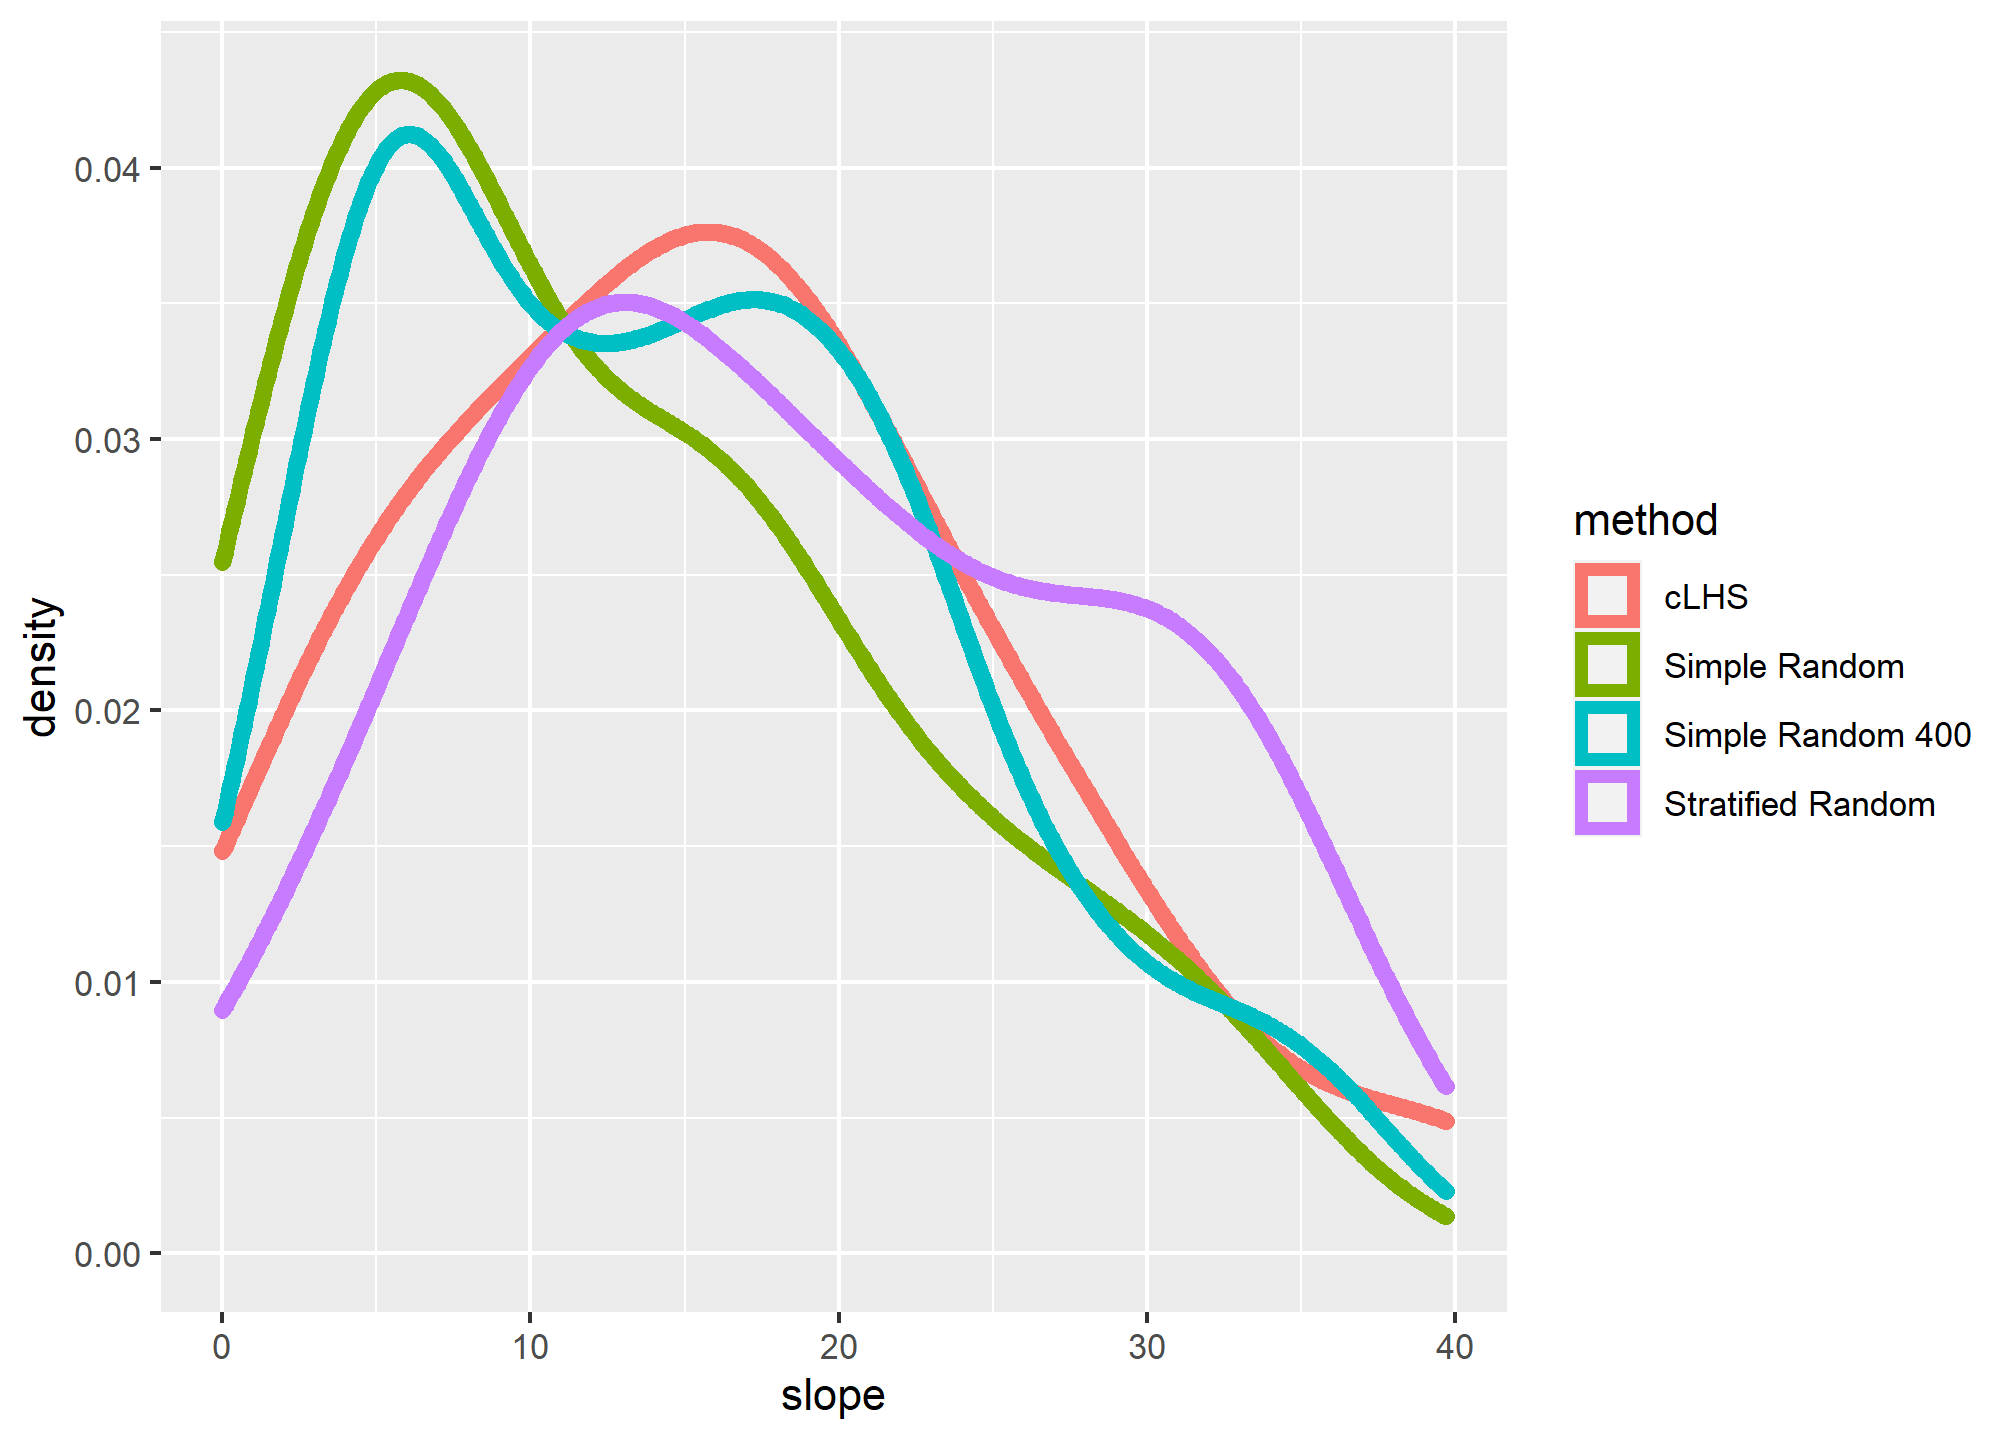 0.04
0.03
0.02
0.01
0.00
density
0
10
20
30
40
slope
method
cLHS
Simple Random
Simple Random 400
Stratified Random